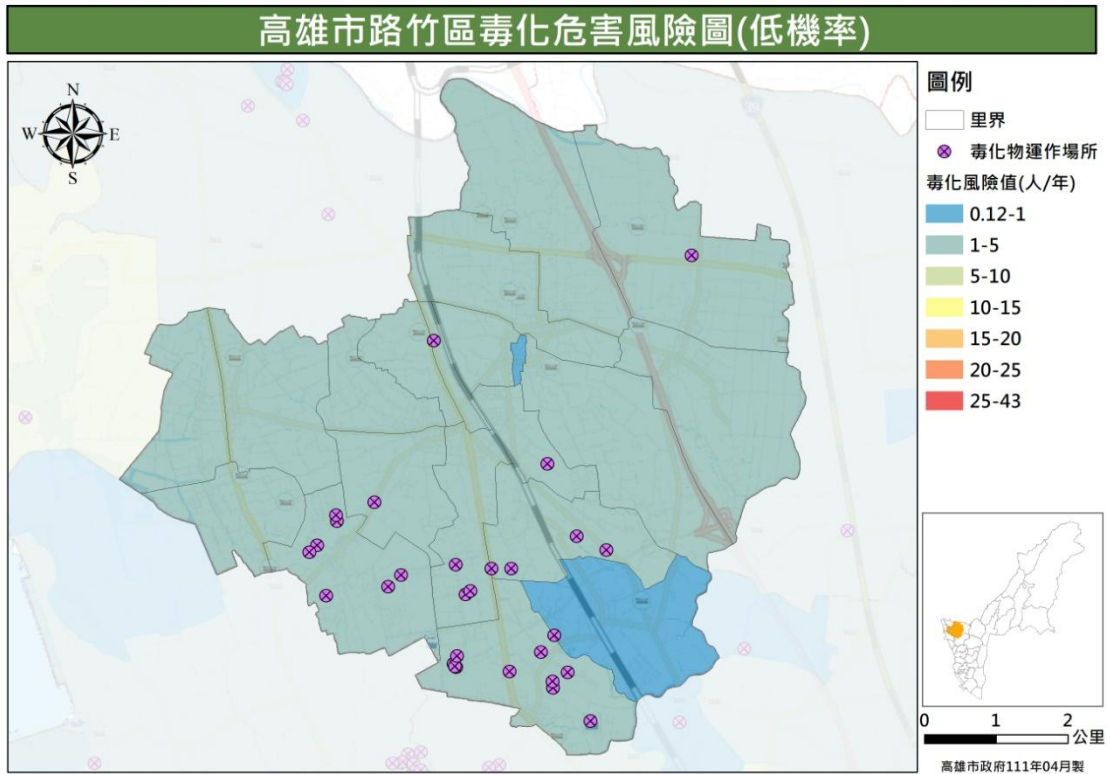 高雄市路竹區毒化危害風險圖(低機率)
N
W
E
S
圖例
里界
毒化物運作場所
毒化風險值(人/年)
0.12-1
1-5
5-10
10-15
15-20
20-25
25-43
0 1 2
公里
高雄市政府111年04月製